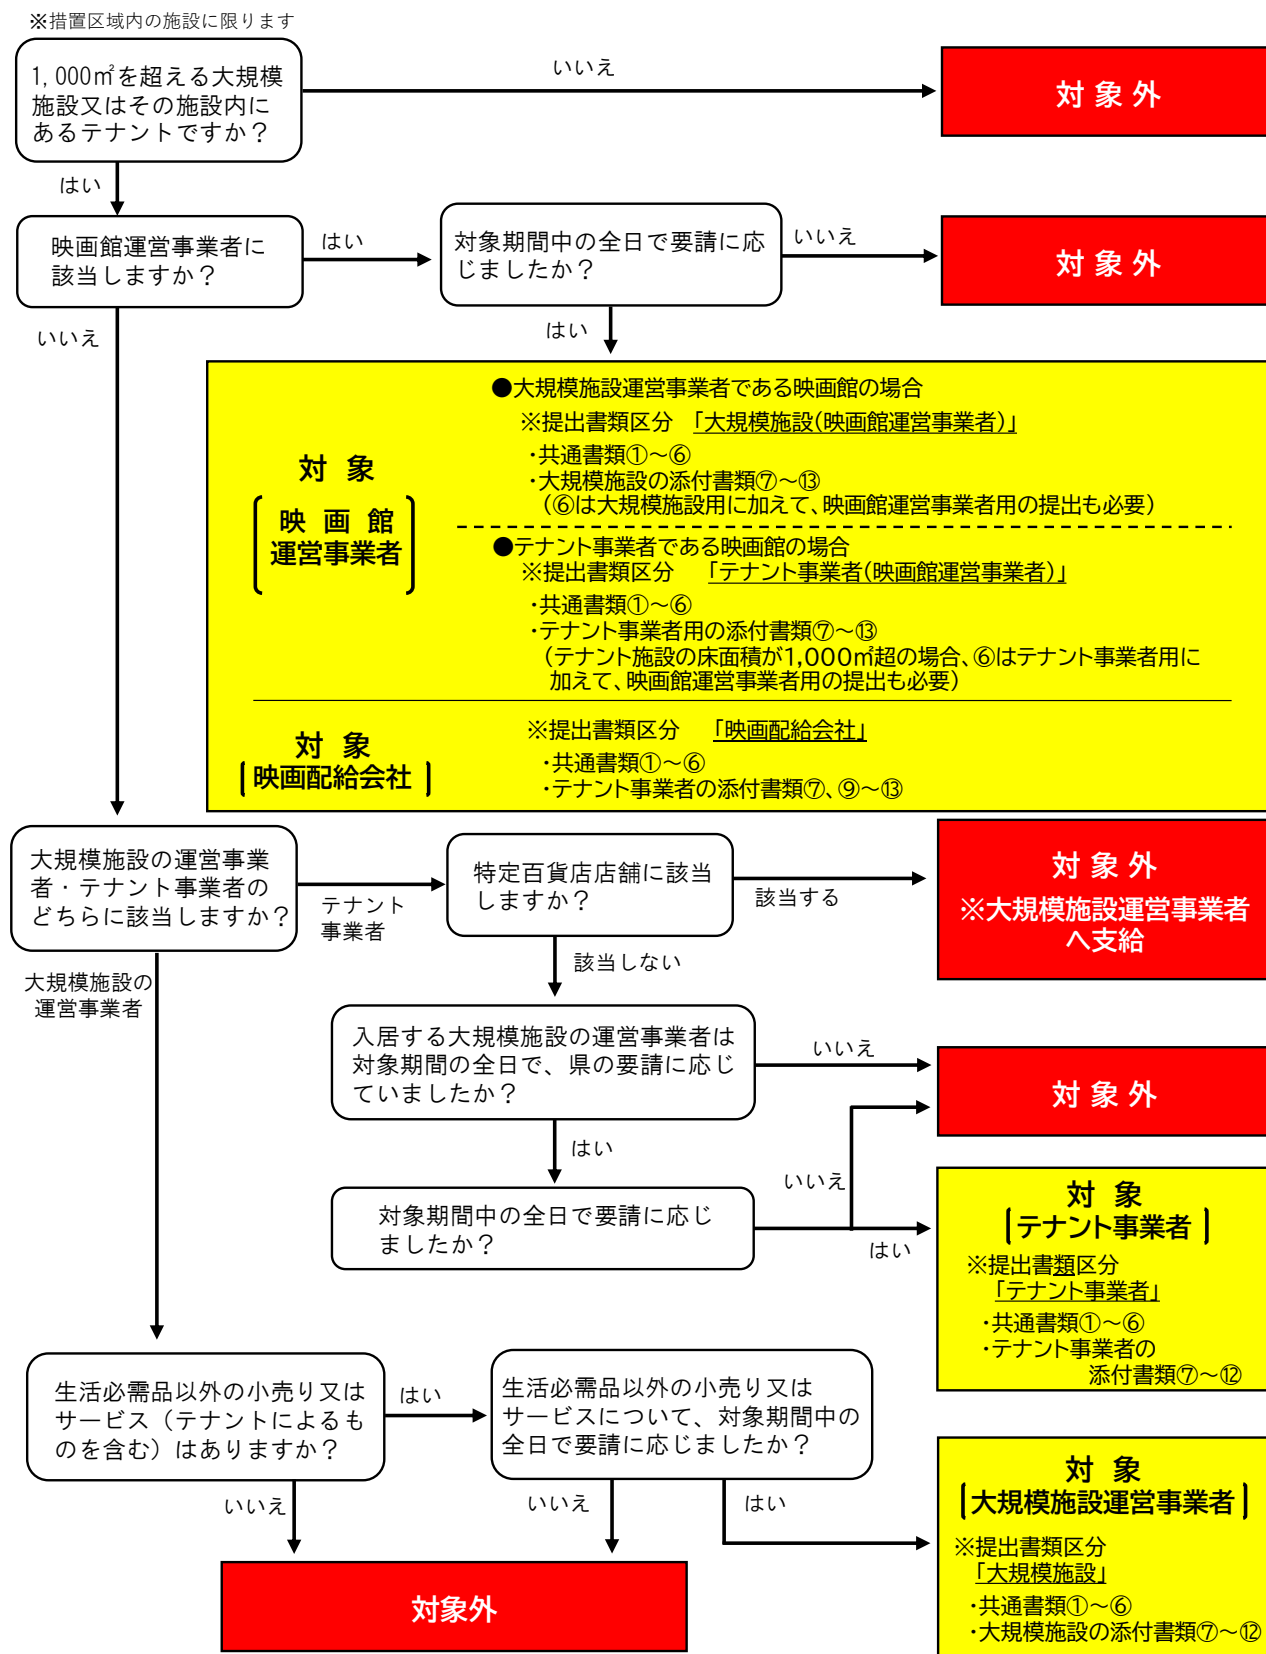 ※措置区域内の施設に限ります
1,000㎡を超える大規模
施設又はその施設内に
あるテナントですか？
いいえ
対 象 外
はい
映画館運営事業者に
該当しますか？
はい
対象期間中の全日で要請に応
じましたか？
いいえ
対 象 外
いいえ
はい
対 象
映 画 館
運営事業者
●大規模施設運営事業者である映画館の場合
※提出書類区分 「大規模施設(映画館運営事業者)」
・共通書類①～⑥
・大規模施設の添付書類⑦～⑬
（⑥は大規模施設用に加えて、映画館運営事業者用の提出も必要）
●テナント事業者である映画館の場合
※提出書類区分 「テナント事業者(映画館運営事業者)」
・共通書類①～⑥
・テナント事業者用の添付書類⑦～⑬
（テナント施設の床面積が1,000㎡超の場合、⑥はテナント事業者用に
加えて、映画館運営事業者用の提出も必要）
対 象
[映画配給会社]
※提出書類区分 「映画配給会社」
・共通書類①～⑥
・テナント事業者の添付書類⑦、⑨～⑬
大規模施設の運営事業
者・テナント事業者の
どちらに該当しますか？
テナント
事業者
特定百貨店店舗に該当
しますか？
該当する
対 象 外
※大規模施設運営事業者
へ支給
該当しない
大規模施設の
運営事業者
入居する大規模施設の運営事業者は
対象期間の全日で、県の要請に応じ
ていましたか？
いいえ
対 象 外
はい
いいえ
対象期間中の全日で要請に応じ
ましたか？
はい
対 象
[テナント事業者]
※提出書類区分
「テナント事業者」
・共通書類①～⑥
・テナント事業者の
添付書類⑦～⑫
生活必需品以外の小売り又は
サービス（テナントによるも
のを含む）はありますか？
はい
生活必需品以外の小売り又は
サービスについて、対象期間中の
全日で要請に応じましたか？
いいえ
いいえ
はい
対象外
対 象
[大規模施設運営事業者]
※提出書類区分
「大規模施設」
・共通書類①～⑥
・大規模施設の添付書類⑦～⑫